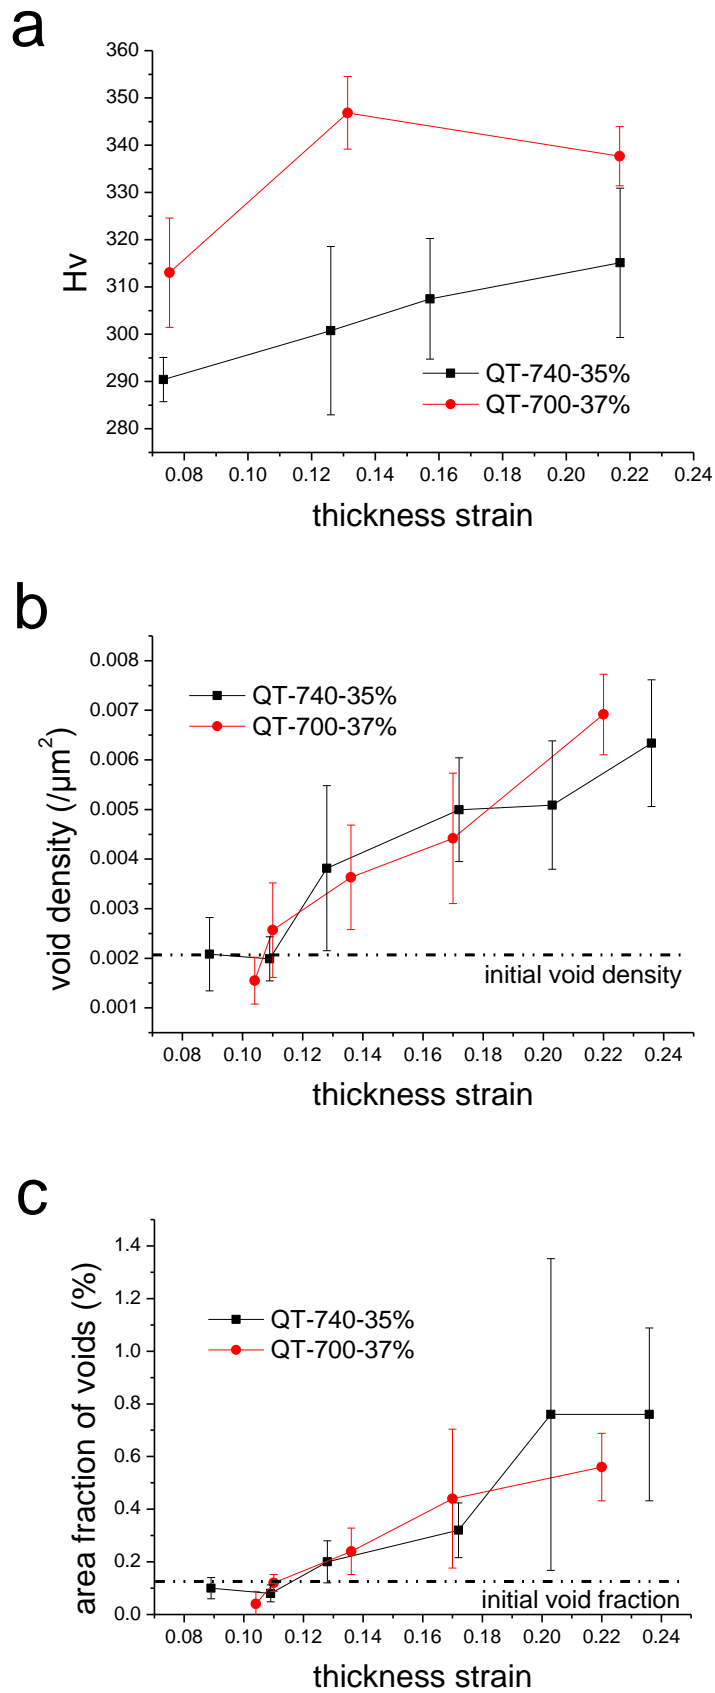 a
360
350
340
330
320
310
300
290
280
Hv
QT-740-35%
QT-700-37%
0.08 0.10 0.12 0.14 0.16 0.18 0.20 0.22 0.24
thickness strain
b
0.008
0.007
0.006
0.005
0.004
0.003
0.002
0.001
void density (/µm²)
QT-740-35%
QT-700-37%
initial void density
0.08 0.10 0.12 0.14 0.16 0.18 0.20 0.22 0.24
thickness strain
c
1.4
1.2
1.0
0.8
0.6
0.4
0.2
0.0
area fraction of voids (%)
QT-740-35%
QT-700-37%
initial void fraction
0.08 0.10 0.12 0.14 0.16 0.18 0.20 0.22 0.24
thickness strain